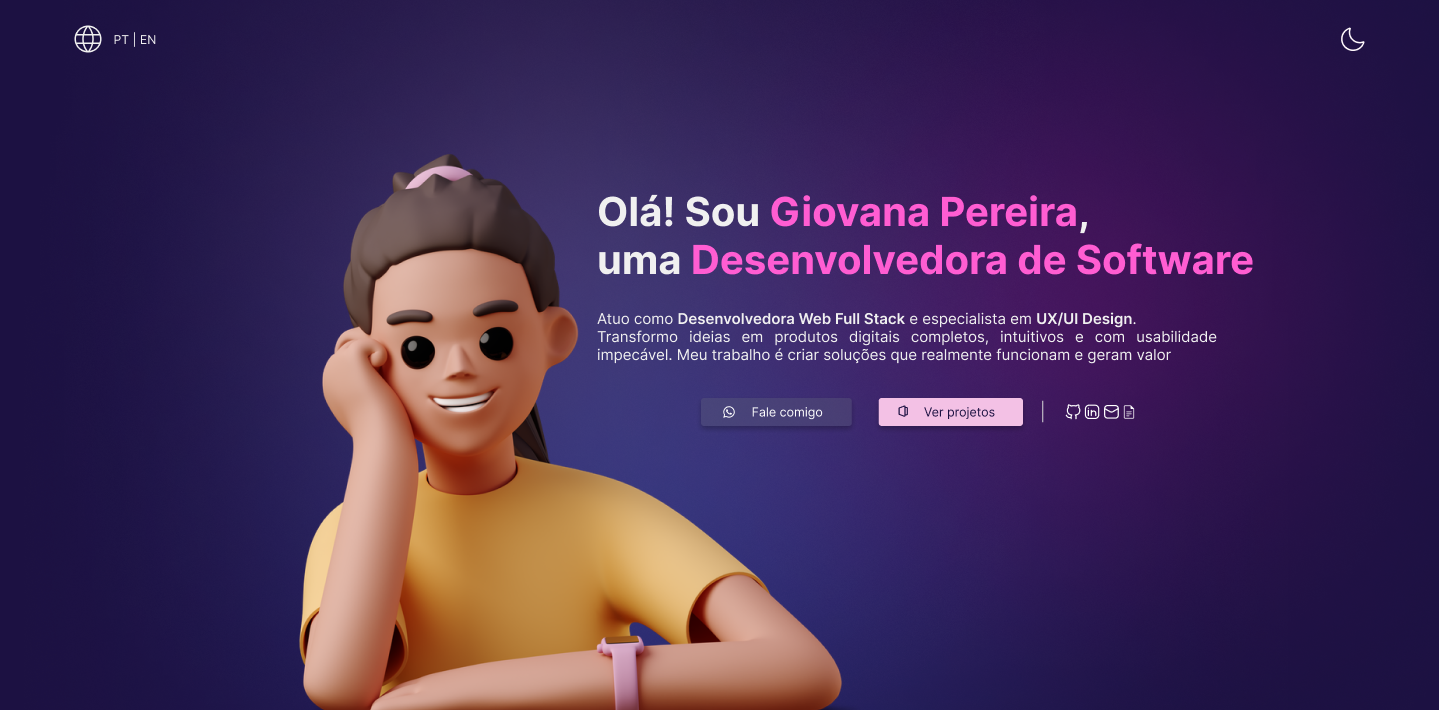 PT | EN
Olá! Sou Giovana Pereira,
uma Desenvolvedora de Software
Atuo como Desenvolvedora Web Full Stack e especialista em UX/UI Design.
Transformo ideias em produtos digitais completos, intuitivos e com usabilidade
impecável. Meu trabalho é criar soluções que realmente funcionam e geram valor
Fale comigo
Ver projetos